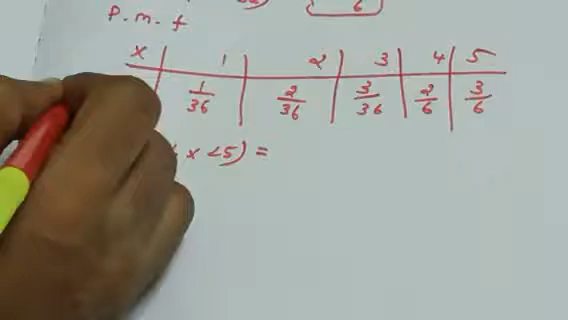 6
P. m. f
X 1 2 3 4 5
1/36 2/36 3/36 2/6 3/6
x < 5) =